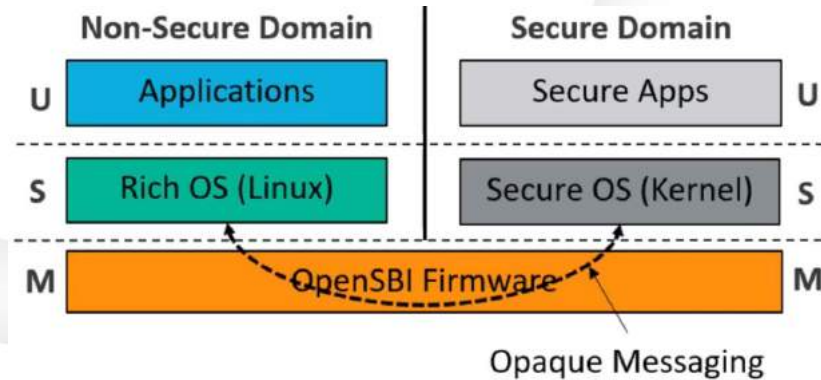 Non-Secure Domain Secure Domain
U Applications Secure Apps U
S Rich OS (Linux) Secure OS (Kernel) S
M OpenSBI Firmware M
Opaque Messaging